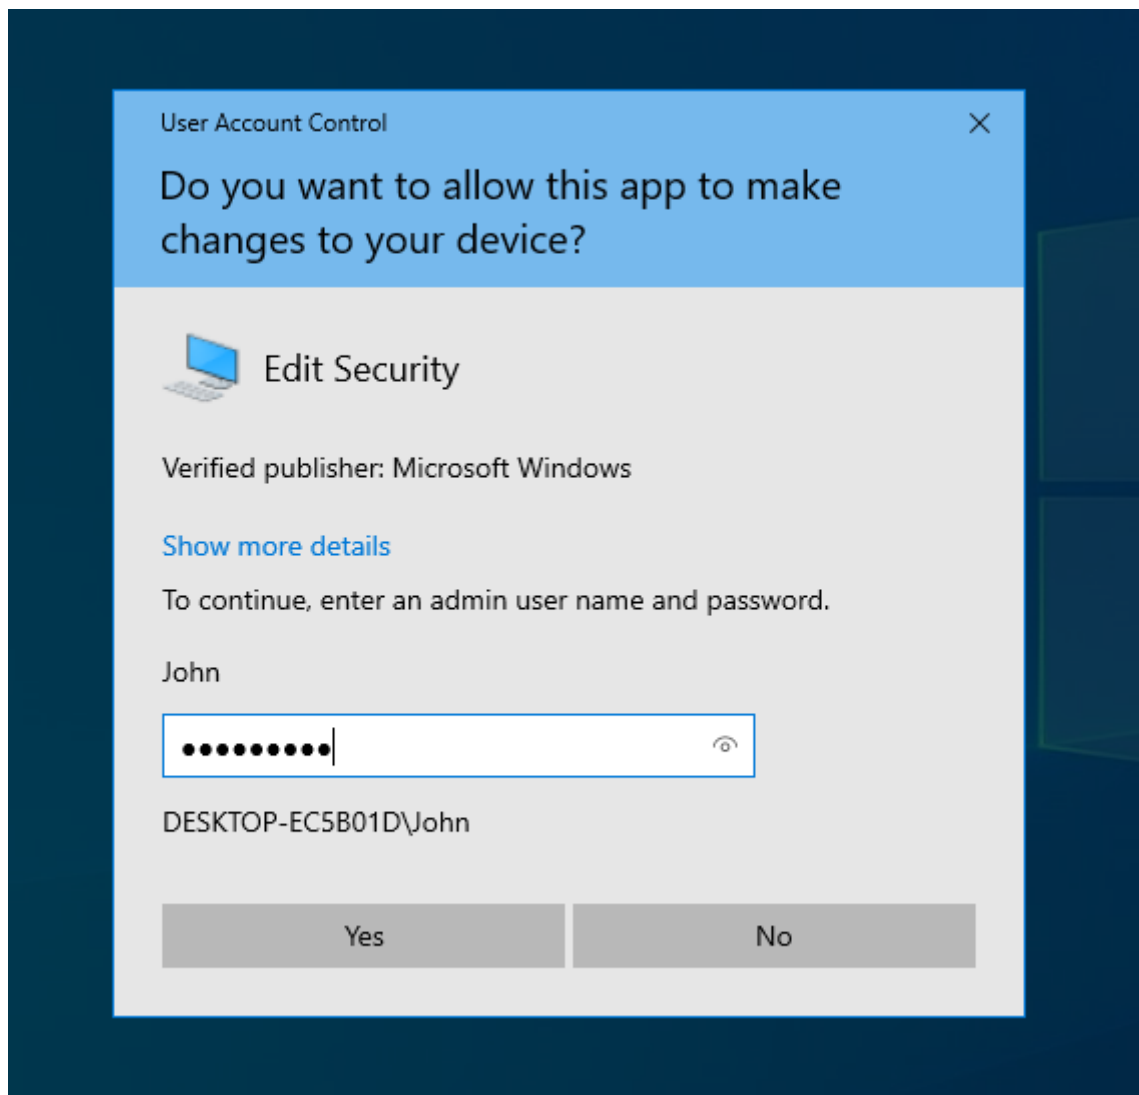 User Account Control
Do you want to allow this app to make
changes to your device?
Edit Security
Verified publisher: Microsoft Windows
Show more details
To continue, enter an admin user name and password.
John
●●●●●●●●●
DESKTOP-EC5B01D\John
Yes No